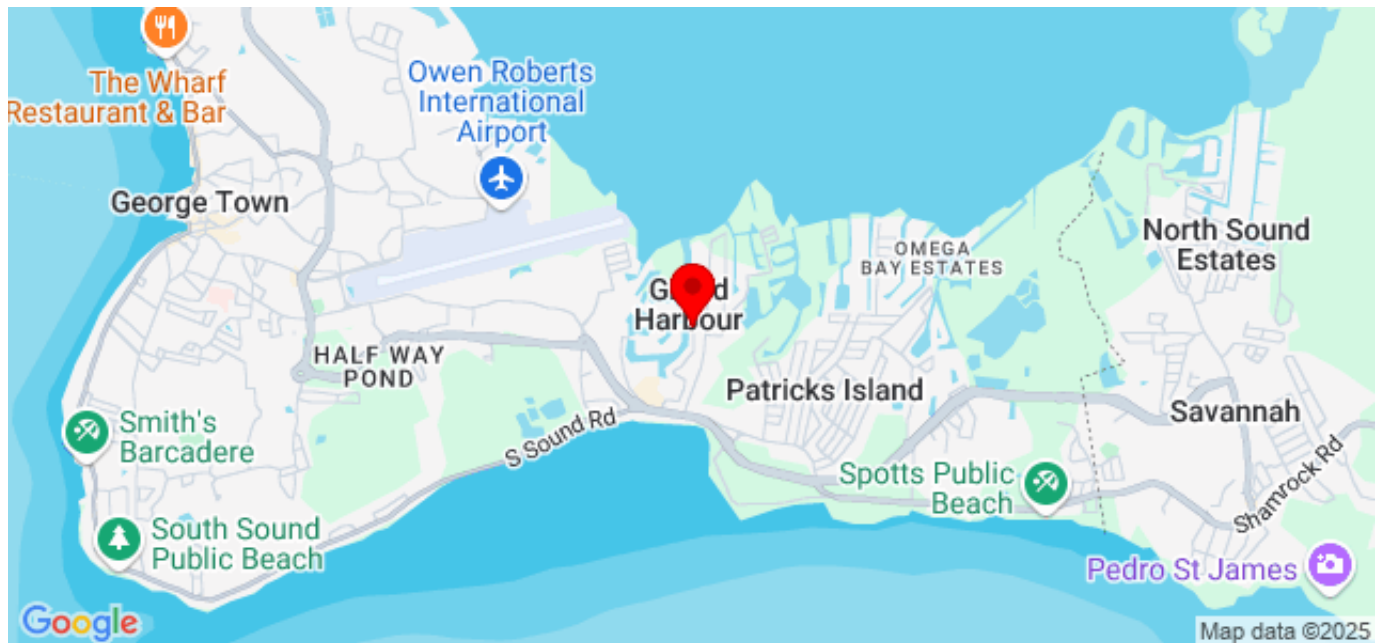 The Wharf
Restaurant & Bar
Owen Roberts
International
Airport
George Town
North Sound
Estates
OMEGA
BAY ESTATES
Harbour
HALF WAY
POND
Patricks Island
Savannah
Smith's
Barcadere
S Sound Rd
Spotts Public
Beach
Shamrock Rd
South Sound
Public Beach
Pedro St James
Google
Map data ©2025